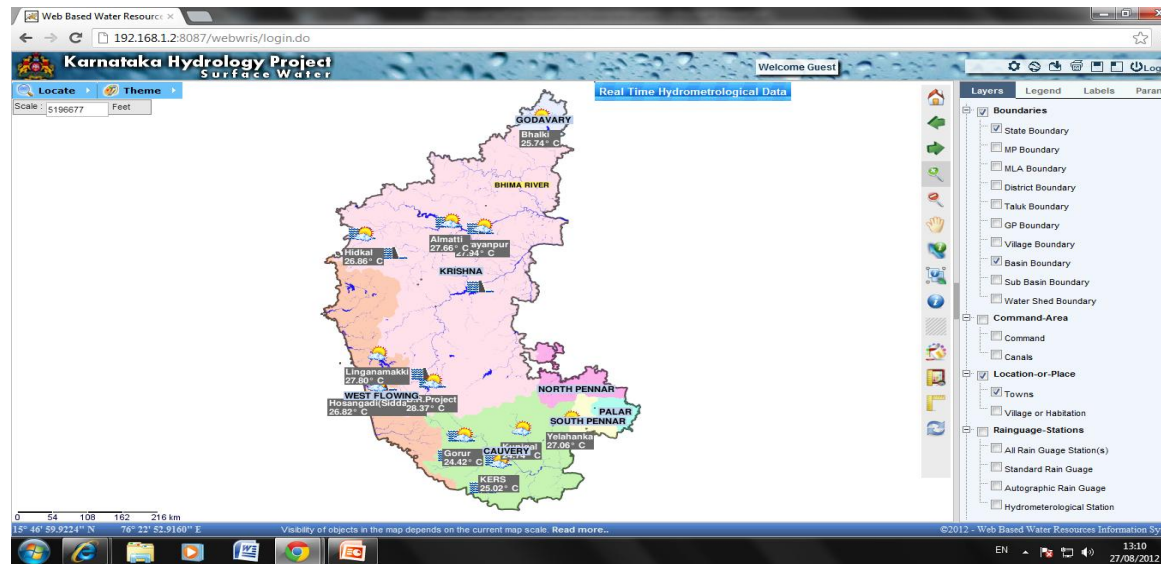 Web Based Water Resource
192.168.1.2:8087/webwris/login.do
Karnataka Hydrology Project
Surface Water
Welcome Guest
Log
Locate
Theme
Scale :
5196677
Feet
Real Time Hydrometrological Data
GODAVARY
Bhalki
25.74° C
BHIMA RIVER
Almatti
27.66° C
ayanpur
27.94° C
Hidkal
26.86° C
KRISHNA
Linganamakki
27.80° C
WEST FLOWING
Hosangadi(Sidda
26.82° C
.R.Project
28.37° C
NORTH PENNAR
PALAR
SOUTH PENNAR
Yelahanka
27.06° C
CAUVERY
Gorur
24.42° C
KERS
25.02° C
0 54 108 162 216 km
Layers Legend Labels Param
Boundaries
State Boundary
MP Boundary
MLA Boundary
District Boundary
Taluk Boundary
GP Boundary
Village Boundary
Basin Boundary
Sub Basin Boundary
Water Shed Boundary
Command-Area
Command
Canals
Location-or-Place
Towns
Village or Habitation
Rainguage-Stations
All Rain Guage Station(s)
Standard Rain Guage
Autographic Rain Guage
Hydrometerological Station
15° 46' 59.9224'' N 76° 22' 52.9160'' E
Visibility of objects in the map depends on the current map scale. Read more..
©2012 - Web Based Water Resources Information Sy
EN
13:10
27/08/2012